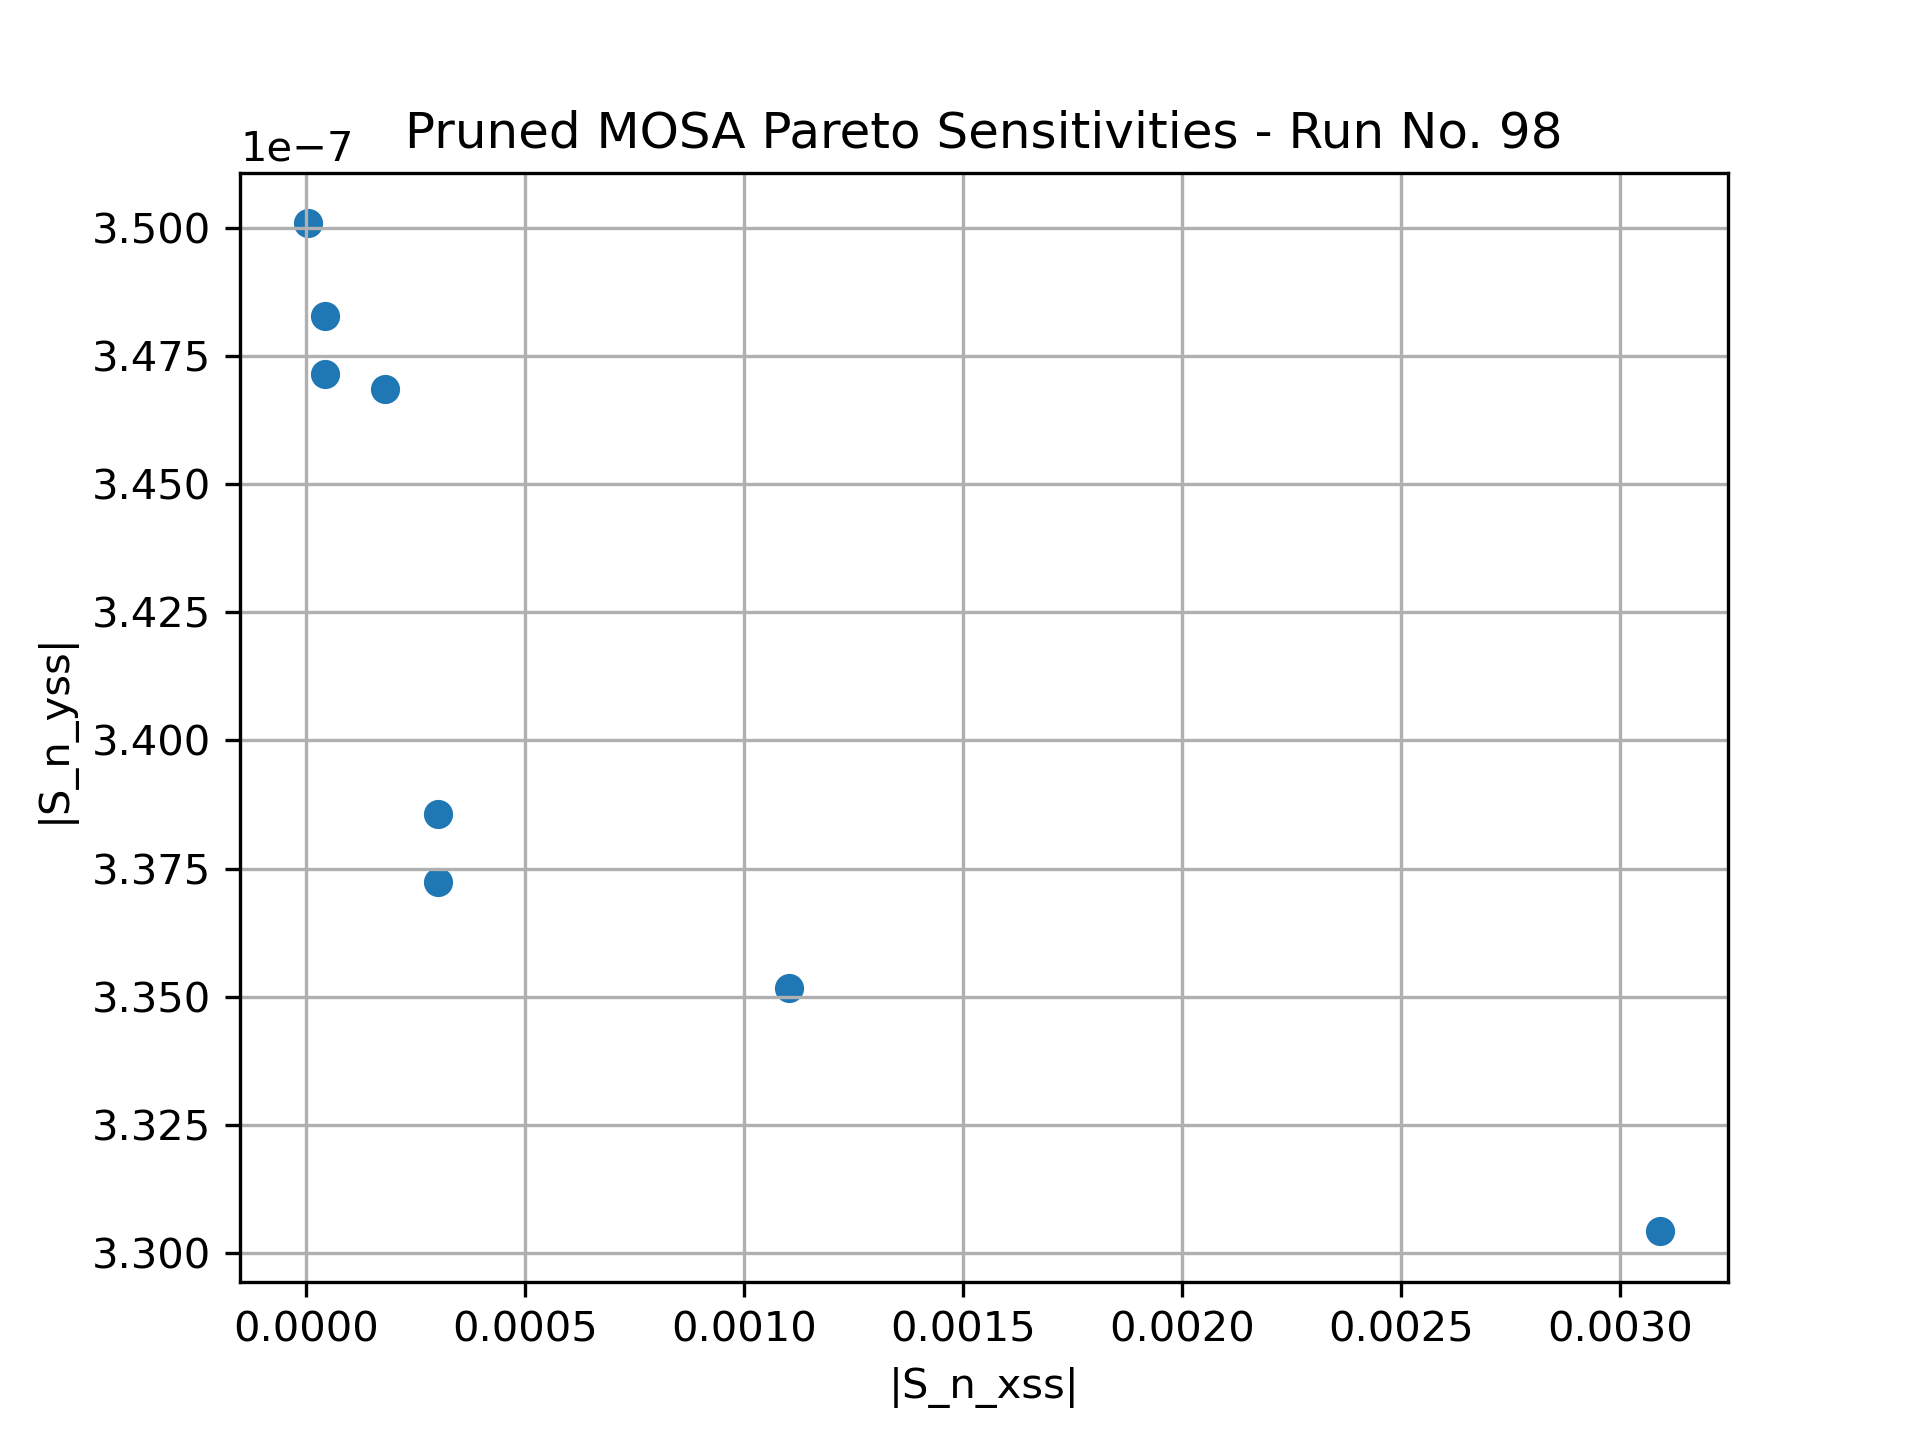 Pruned MOSA Pareto Sensitivities - Run No. 98
1e−7
3.500
3.475
3.450
3.425
3.400
3.375
3.350
3.325
3.300
|S_n_yss|
0.0000 0.0005 0.0010 0.0015 0.0020 0.0025 0.0030
|S_n_xss|